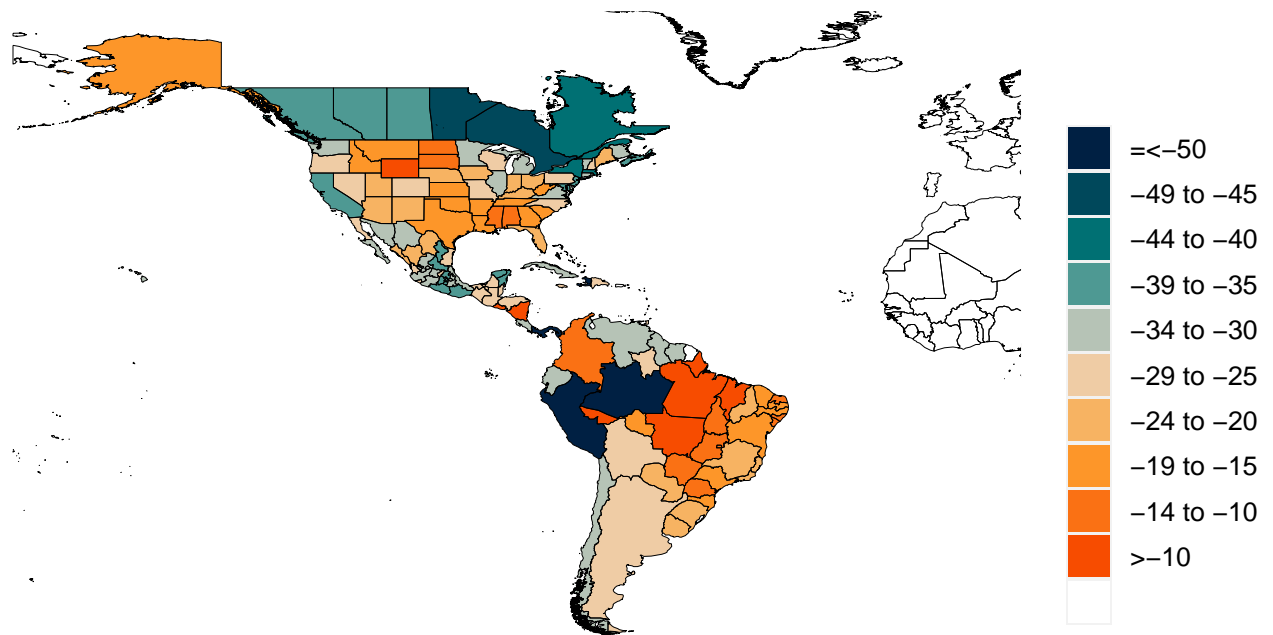 =<−50
−49 to −45
−44 to −40
−39 to −35
−34 to −30
−29 to −25
−24 to −20
−19 to −15
−14 to −10
>−10